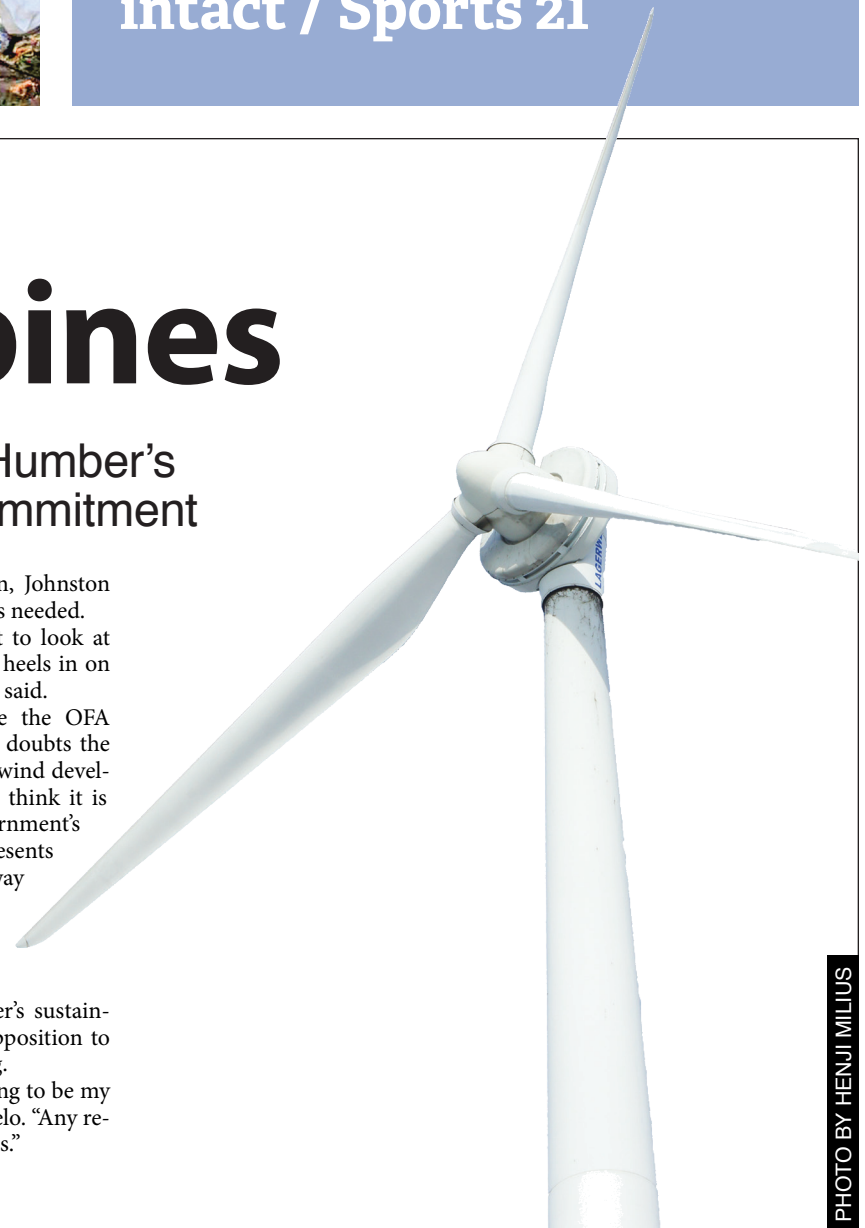 intact / Sports 21
bines
Humber’s
mmitment
n, Johnston
s needed.
t to look at
heels in on
said.
e the OFA
doubts the
wind devel-
think it is
rnment’s
esents
vay
er’s sustain-
pposition to
g.
ng to be my
elo. “Any re-
s.”
LAGERWE
PHOTO BY HENJI MILIUS